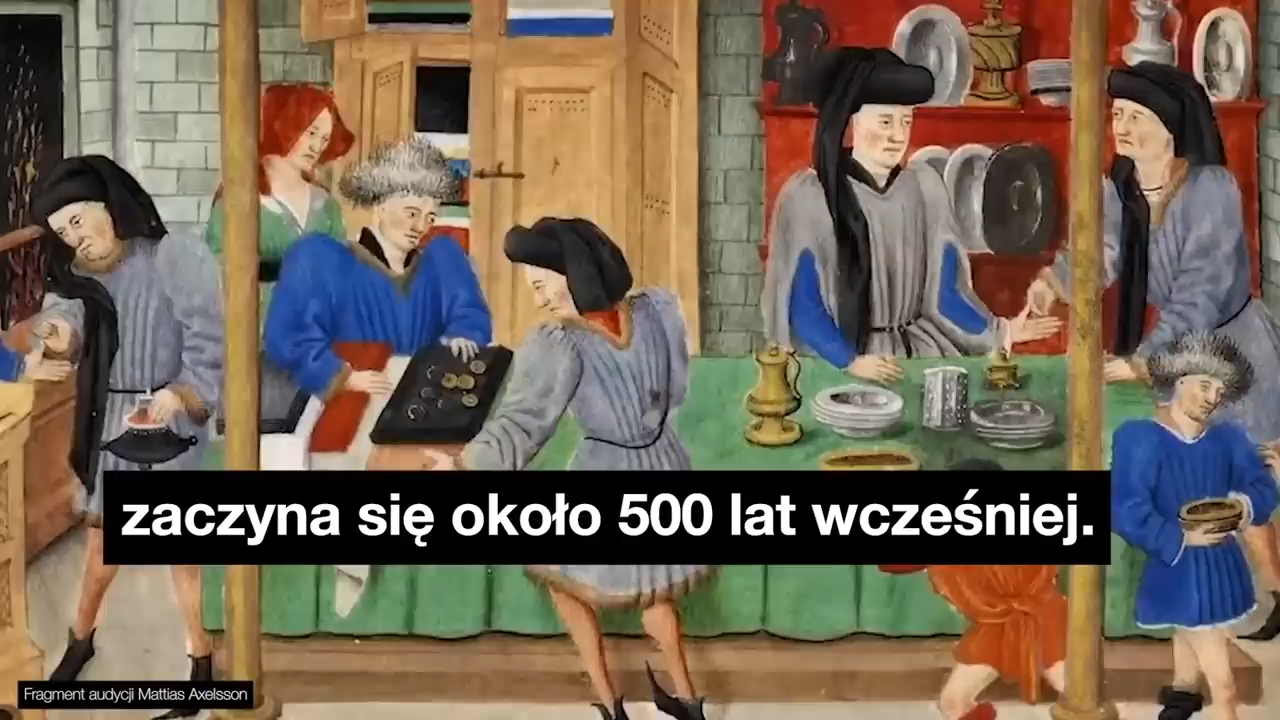 zaczyna się około 500 lat wcześniej.
Fragment audycji Mattias Axelsson